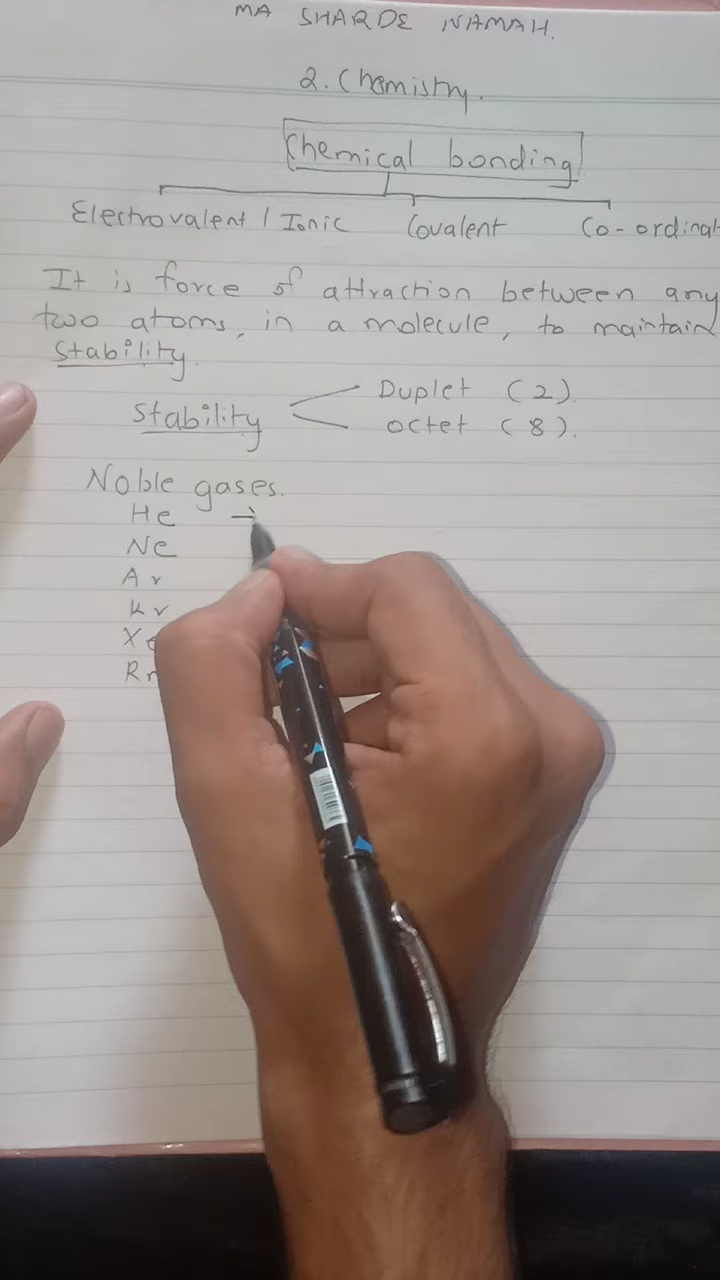 MA SHARDE NAMAH.
2. Chemistry.
Chemical bonding
Electrovalent / Ionic Covalent Co-ordinat
It is force of attraction between any
two atoms, in a molecule, to maintain
stability.
Stability Duplet (2).
octet (8).
Noble gases.
He →
Ne
Ar
Kr
Xe
Rn